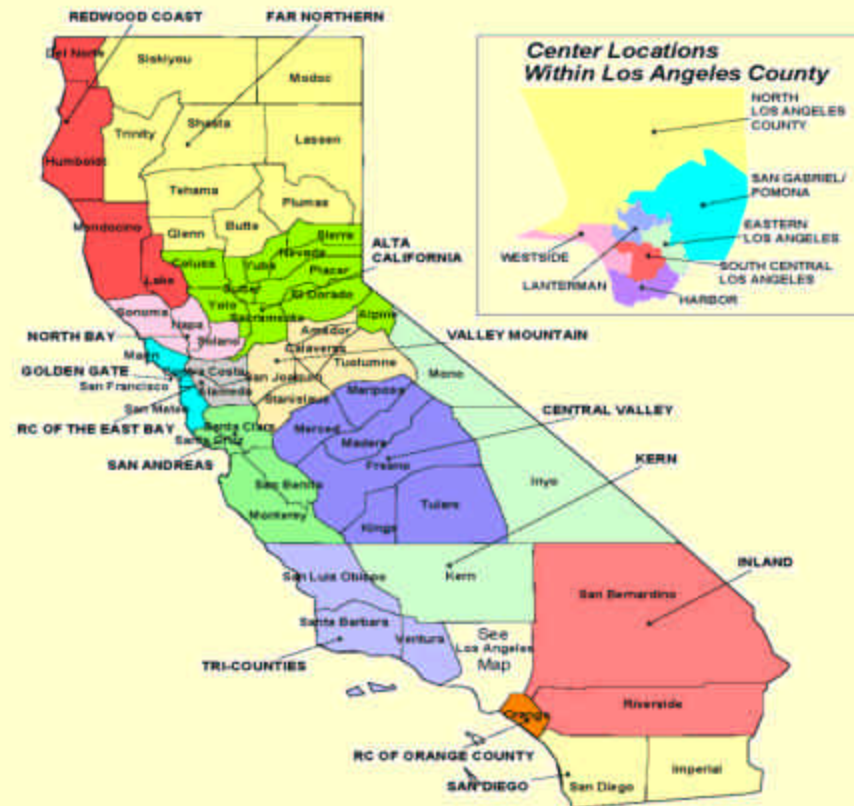 REDWOOD COAST
FAR NORTHERN
Del Norte
Siskiyou
Modoc
Humboldt
Trinity
Shasta
Lassen
Tehama
Plumas
Mendocino
Glenn
Butte
Lake
Colusa
Sutter
Yuba
Nevada
Sierra
Placer
ALTA
CALIFORNIA
Yolo
El Dorado
Sacramento
Alpine
Sonoma
Napa
Solano
NORTH BAY
Amador
Calaveras
VALLEY MOUNTAIN
Marin
GOLDEN GATE
Contra Costa
San Joaquin
Tuolumne
Mono
San Francisco
Alameda
Stanislaus
Mariposa
San Mateo
CENTRAL VALLEY
RC OF THE EAST BAY
Santa Clara
Santa Cruz
Merced
Madera
SAN ANDREAS
Fresno
KERN
San Benito
Inyo
Monterey
Kings
Tulare
San Luis Obispo
Kern
INLAND
San Bernardino
Santa Barbara
Ventura
See
Los Angeles
Map
TRI-COUNTIES
Orange
Riverside
RC OF ORANGE COUNTY
SAN DIEGO
San Diego
Imperial
Center Locations
Within Los Angeles County
NORTH
LOS ANGELES
COUNTY
SAN GABRIEL/
POMONA
EASTERN
LOS ANGELES
WESTSIDE
LANTERMAN
SOUTH CENTRAL
LOS ANGELES
HARBOR